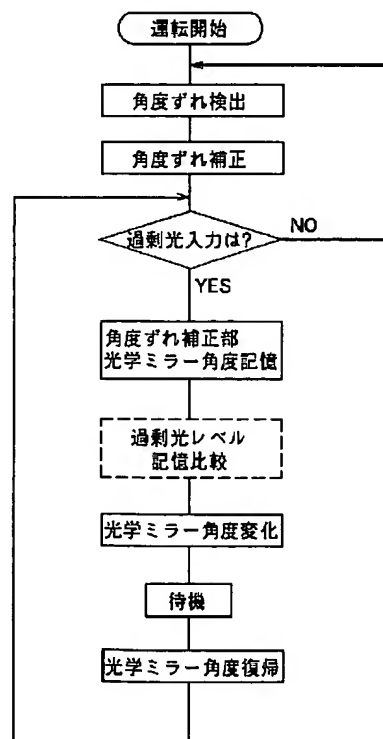 運転開始
角度ずれ検出
角度ずれ補正
過剰光入力は?
NO
YES
角度ずれ補正部
光学ミラー角度記憶
過剰光レベル
記憶比較
光学ミラー角度変化
待機
光学ミラー角度復帰